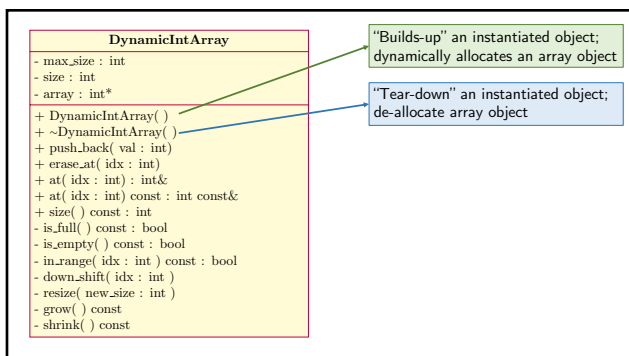 DynamicIntArray
- max_size : int
- size : int
- array : int*
+ DynamicIntArray( )
+ ~DynamicIntArray( )
+ push_back( val : int)
+ erase_at( idx : int)
+ at( idx : int) : int&
+ at( idx : int) const : int const&
+ size( ) const : int
- is_full( ) const : bool
- is_empty( ) const : bool
- in_range( idx : int ) const : bool
- down_shift( idx : int )
- resize( new_size : int )
- grow( ) const
- shrink( ) const
“Builds-up” an instantiated object;
dynamically allocates an array object
“Tear-down” an instantiated object;
de-allocate array object